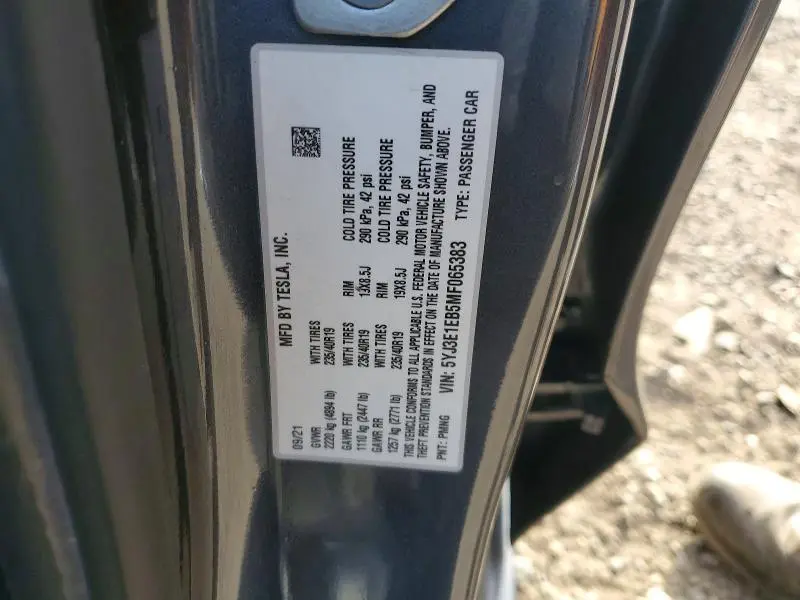 MFD BY TESLA, INC.
09/21
GVWR WITH TIRES RIM COLD TIRE PRESSURE
2220 kg (4894 lb) 235/40R19 19X8.5J 290 kPa, 42 psi
GAWR FRT WITH TIRES RIM COLD TIRE PRESSURE
1110 kg (2447 lb) 235/40R19 19X8.5J 290 kPa, 42 psi
GAWR RR
1257 kg (2771 lb) 235/40R19
THIS VEHICLE CONFORMS TO ALL APPLICABLE U.S. FEDERAL MOTOR VEHICLE SAFETY, BUMPER, AND
THEFT PREVENTION STANDARDS IN EFFECT ON THE DATE OF MANUFACTURE SHOWN ABOVE.
PNT: PMNG VIN: 5YJ3E1EB5MF065383 TYPE: PASSENGER CAR